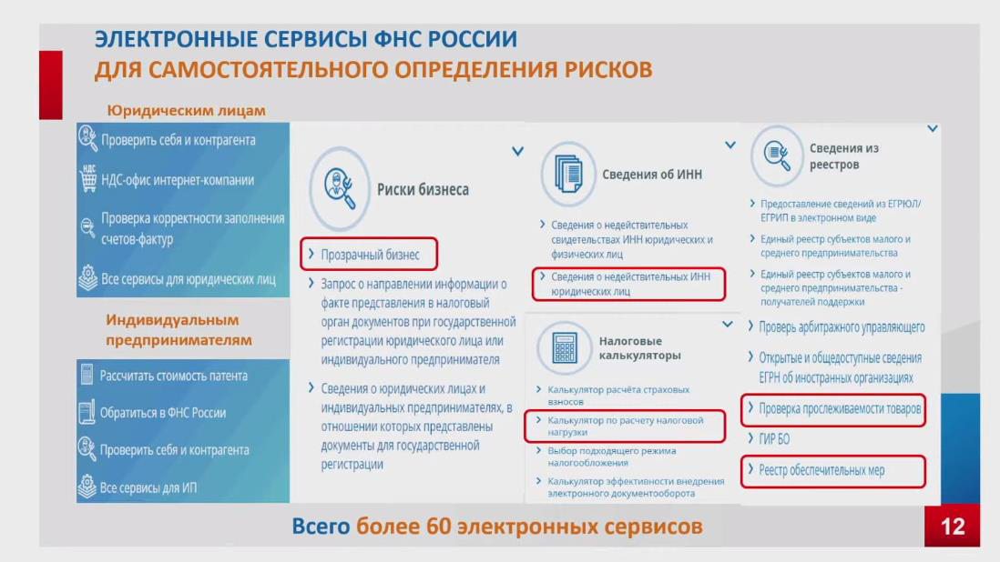 ЭЛЕКТРОННЫЕ СЕРВИСЫ ФНС РОССИИ
ДЛЯ САМОСТОЯТЕЛЬНОГО ОПРЕДЕЛЕНИЯ РИСКОВ
Юридическим лицам
Проверить себя и контрагента
НДС
НДС-офис интернет-компании
Проверка корректности заполнения
счетов-фактур
Все сервисы для юридических лиц
Индивидуальным
предпринимателям
Рассчитать стоимость патента
Обратиться в ФНС России
Проверить себя и контрагента
Все сервисы для ИП
Риски бизнеса
Прозрачный бизнес
Запрос о направлении информации о
факте представления в налоговый
орган документов при государственной
регистрации юридического лица или
индивидуального предпринимателя
Сведения о юридических лицах и
индивидуальных предпринимателях, в
отношении которых представлены
документы для государственной
регистрации
Сведения об ИНН
Сведения о недействительных
свидетельствах ИНН юридических и
физических лиц
Сведения о недействительных ИНН
юридических лиц
Налоговые
калькуляторы
Калькулятор расчёта страховых
взносов
Калькулятор по расчету налоговой
нагрузки
Выбор подходящего режима
налогообложения
Калькулятор эффективности внедрения
электронного документооборота
Сведения из
реестров
Предоставление сведений из ЕГРЮЛ/
ЕГРИП в электронном виде
Единый реестр субъектов малого и
среднего предпринимательства
Единый реестр субъектов малого и
среднего предпринимательства -
получателей поддержки
Проверь арбитражного управляющего
Открытые и общедоступные сведения
ЕГРН об иностранных организациях
Проверка прослеживаемости товаров
ГИР БО
Реестр обеспечительных мер
Всего более 60 электронных сервисов
12